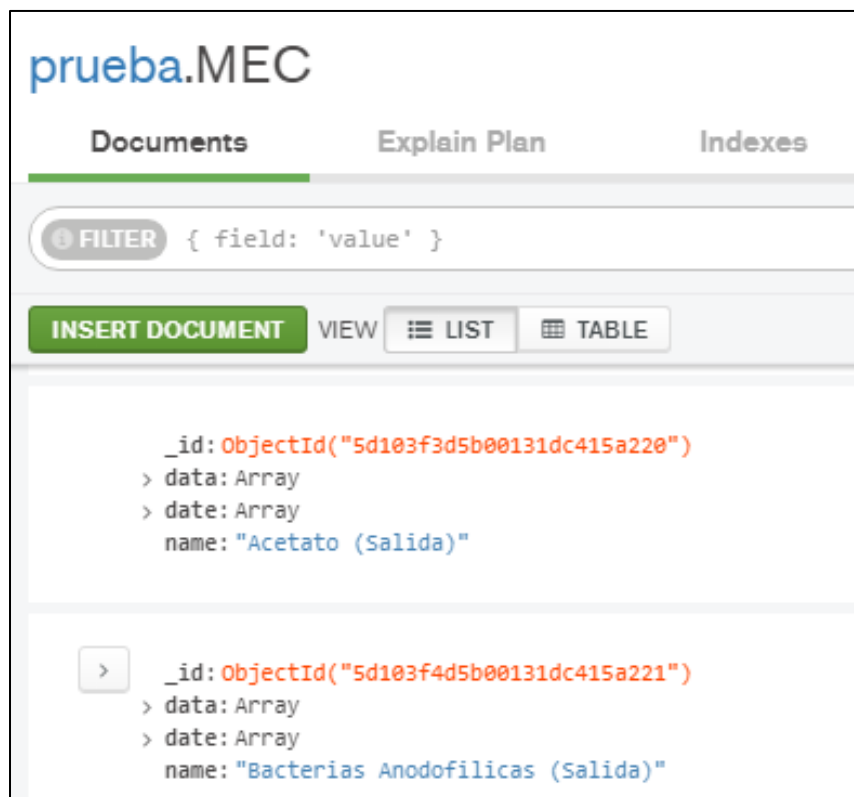 prueba.MEC
Documents Explain Plan Indexes
FILTER { field: 'value' }
INSERT DOCUMENT VIEW LIST TABLE
_id: ObjectId("5d103f3d5b00131dc415a220")
> data: Array
> date: Array
name: "Acetato (Salida)"
> _id: ObjectId("5d103f4d5b00131dc415a221")
> data: Array
> date: Array
name: "Bacterias Anodofilicas (Salida)"